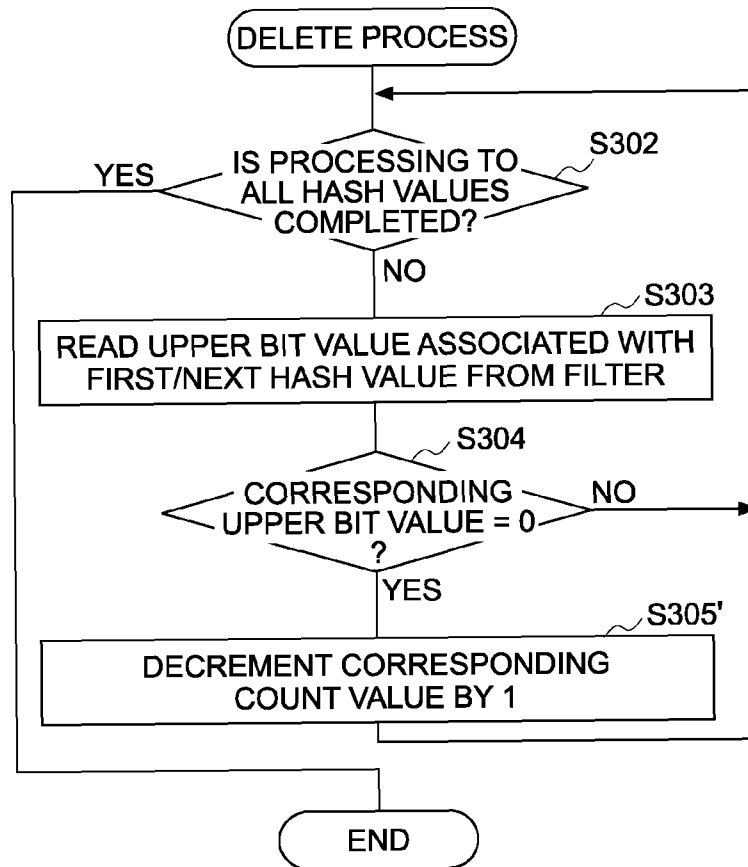 DELETE PROCESS
S302
YES
IS PROCESSING TO
ALL HASH VALUES
COMPLETED?
NO
S303
READ UPPER BIT VALUE ASSOCIATED WITH
FIRST/NEXT HASH VALUE FROM FILTER
S304
CORRESPONDING
UPPER BIT VALUE = 0
?
NO
YES
S305'
DECREMENT CORRESPONDING
COUNT VALUE BY 1
END